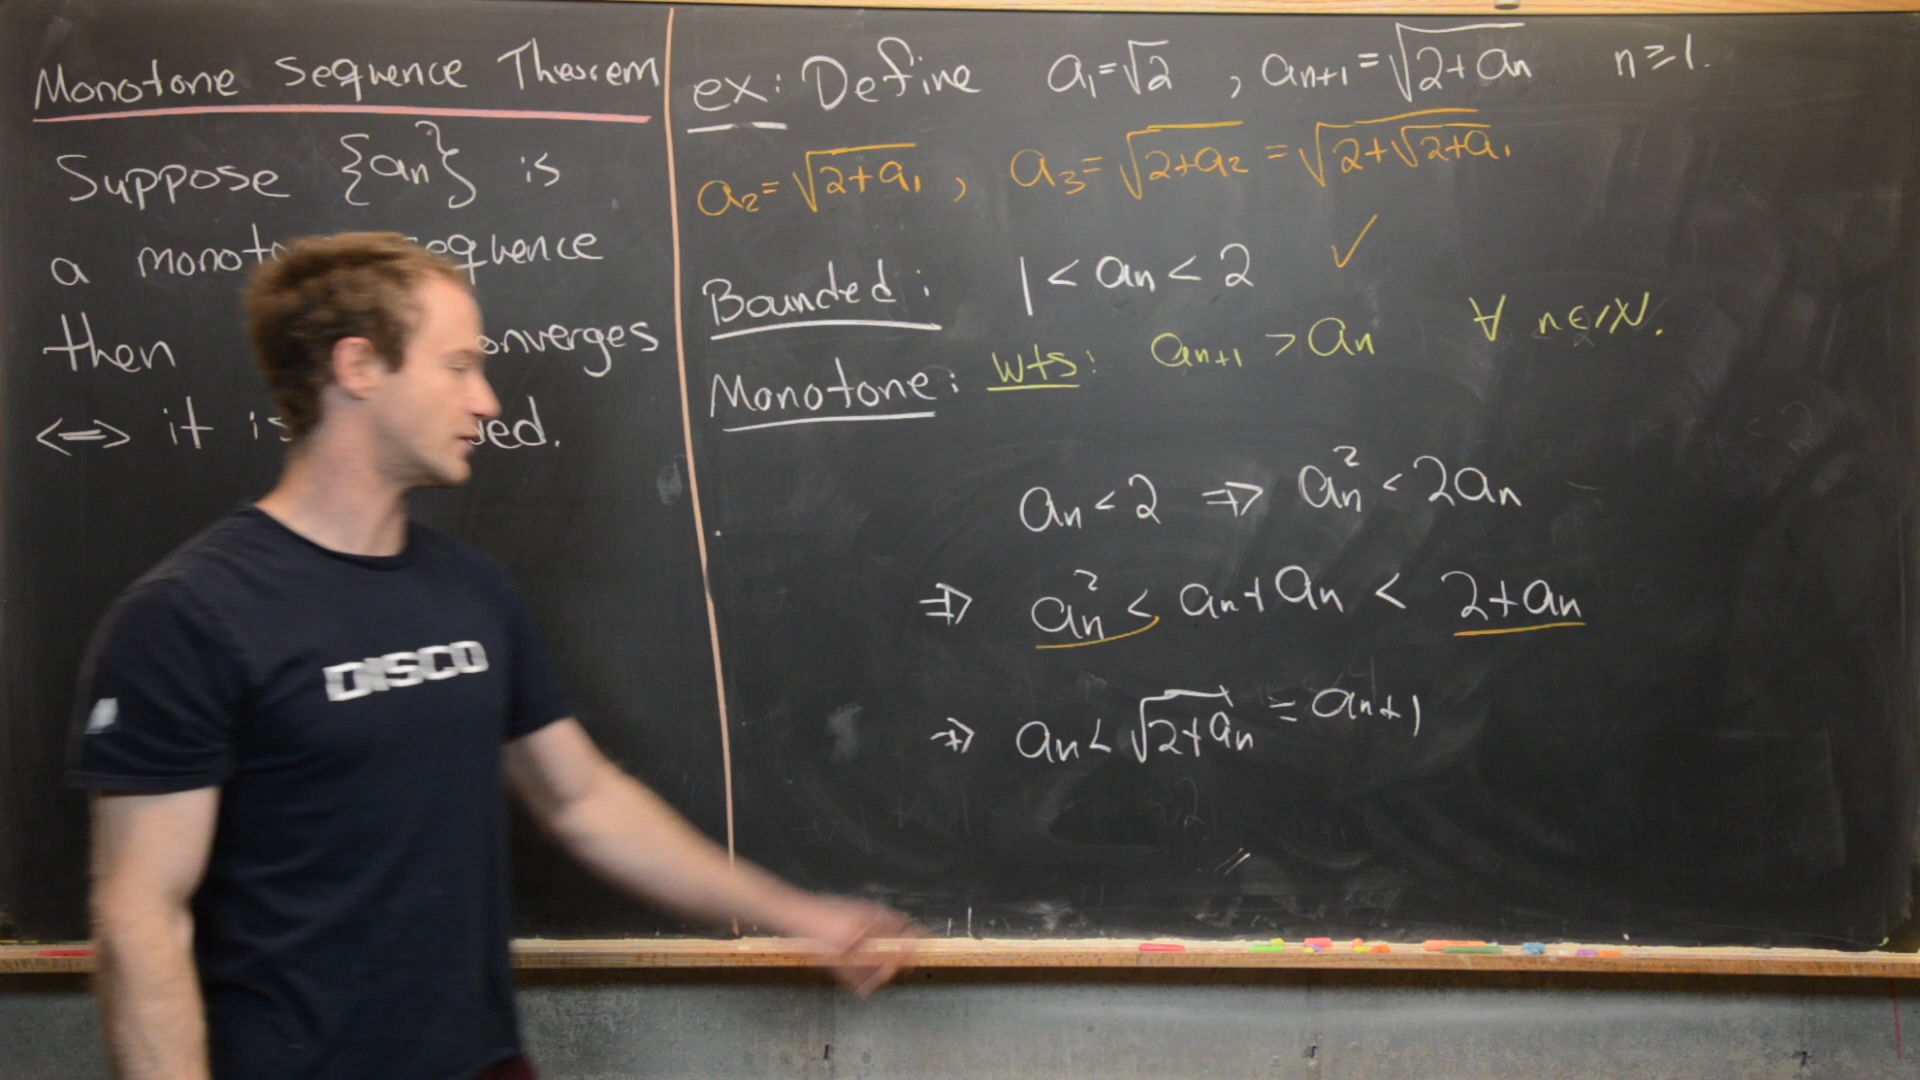 Monotone Sequence Theorem
Suppose {an} is
a monoto equence
then onverges
<=> it is ded.
ex: Define a₁=√2 , aₙ₊₁=√(2+aₙ) n≥1.
a₂=√(2+a₁) , a₃=√(2+a₂)=√(2+√(2+a₁))
Bounded: 1<aₙ<2 ✓
Monotone: wts: aₙ₊₁>aₙ ∀ n∈ℕ.
aₙ<2 ⇒ aₙ²<2aₙ
⇒ aₙ²<aₙ+aₙ<2+aₙ
⇒ aₙ<√(2+aₙ)=aₙ₊₁
DISCO